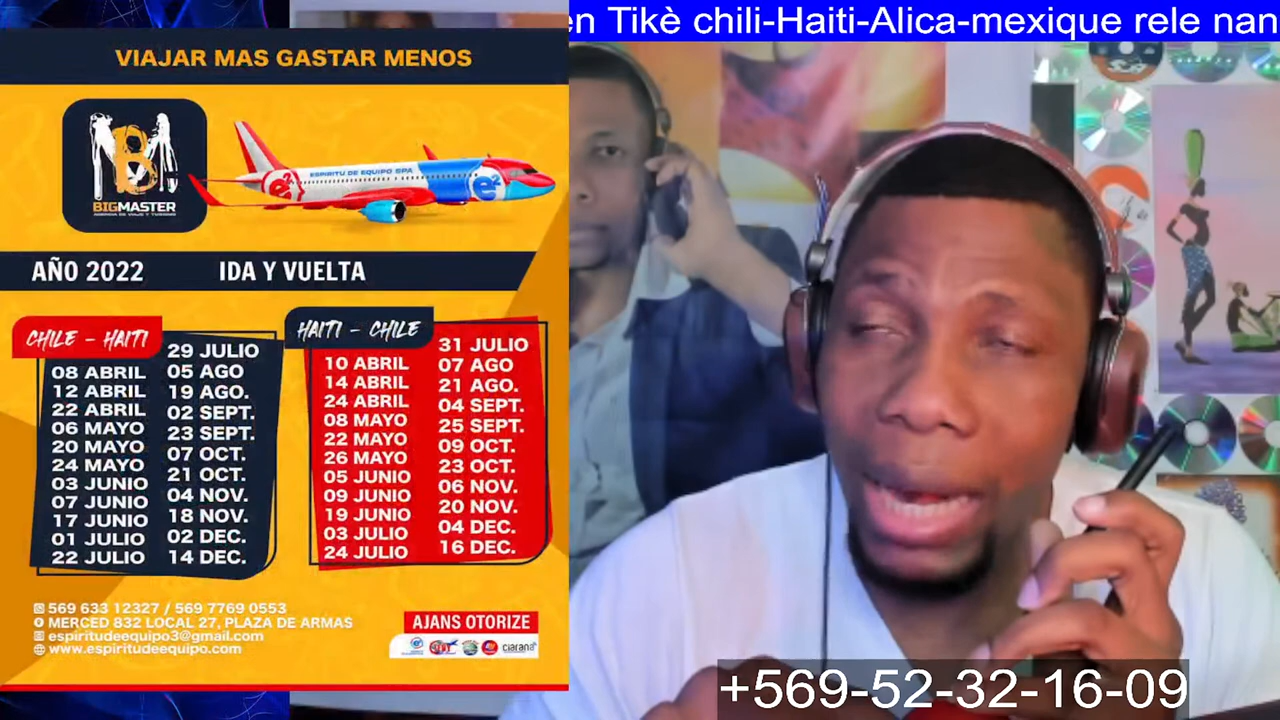 en Tikè chili-Haiti-Alica-mexique rele nan
VIAJAR MAS GASTAR MENOS
BIGMASTER
ESPIRITU DE EQUIPO SPA
AÑO 2022 IDA Y VUELTA
CHILE - HAITI
08 ABRIL
12 ABRIL
22 ABRIL
06 MAYO
20 MAYO
24 MAYO
03 JUNIO
07 JUNIO
17 JUNIO
01 JULIO
22 JULIO
29 JULIO
05 AGO
19 AGO.
02 SEPT.
23 SEPT.
07 OCT.
21 OCT.
04 NOV.
18 NOV.
02 DEC.
14 DEC.
HAITI - CHILE
10 ABRIL
14 ABRIL
24 ABRIL
08 MAYO
22 MAYO
26 MAYO
05 JUNIO
09 JUNIO
19 JUNIO
03 JULIO
24 JULIO
31 JULIO
07 AGO
21 AGO.
04 SEPT.
25 SEPT.
09 OCT.
23 OCT.
06 NOV.
20 NOV.
04 DEC.
16 DEC.
569 633 12327 / 569 7769 0553
MERCED 832 LOCAL 27, PLAZA DE ARMAS
espiritudeequipo3@gmail.com
www.espiritudeequipo.com
AJANS OTORIZE
ciarana
+569-52-32-16-09